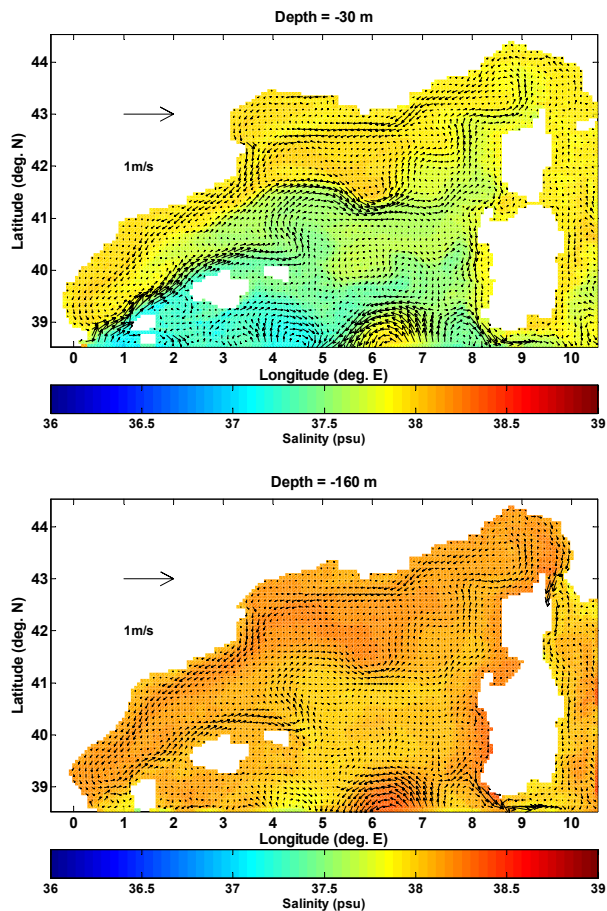 Depth = -30 m
44
43
42
41
40
39
Latitude (deg. N)
1m/s
0 1 2 3 4 5 6 7 8 9 10
Longitude (deg. E)
36 36.5 37 37.5 38 38.5 39
Salinity (psu)
Depth = -160 m
44
43
42
41
40
39
Latitude (deg. N)
1m/s
0 1 2 3 4 5 6 7 8 9 10
Longitude (deg. E)
36 36.5 37 37.5 38 38.5 39
Salinity (psu)